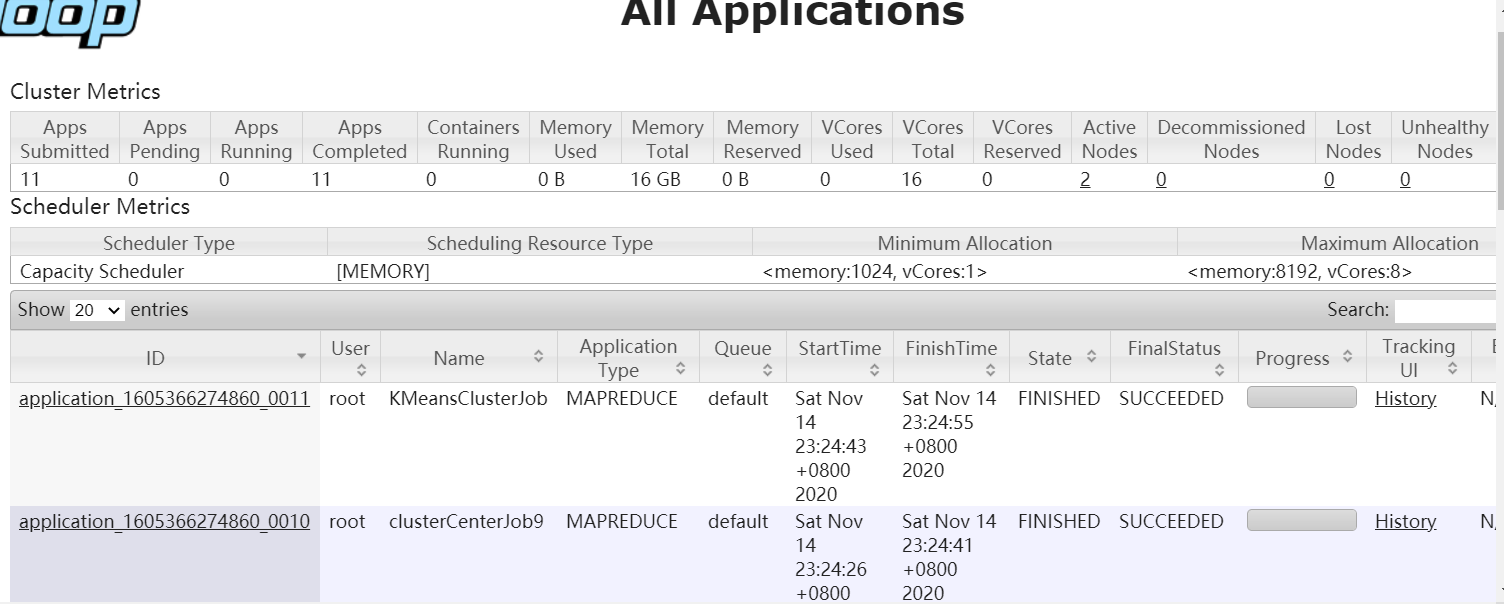 oop
All Applications
Cluster Metrics
Apps Submitted Apps Pending Apps Running Apps Completed Containers Running Memory Used Memory Total Memory Reserved VCores Used VCores Total VCores Reserved Active Nodes Decommissioned Nodes Lost Nodes Unhealthy Nodes
11 0 0 11 0 0 B 16 GB 0 B 0 16 0 2 0 0 0
Scheduler Metrics
Scheduler Type Scheduling Resource Type Minimum Allocation Maximum Allocation
Capacity Scheduler [MEMORY] <memory:1024, vCores:1> <memory:8192, vCores:8>
Show 20 entries Search:
ID User Name Application Type Queue StartTime FinishTime State FinalStatus Progress Tracking UI
application_1605366274860_0011 root KMeansClusterJob MAPREDUCE default Sat Nov Sat Nov 14 FINISHED SUCCEEDED History N/
14 23:24:55
23:24:43 +0800
+0800 2020
2020
application_1605366274860_0010 root clusterCenterJob9 MAPREDUCE default Sat Nov Sat Nov 14 FINISHED SUCCEEDED History N/
14 23:24:41
23:24:26 +0800
+0800 2020